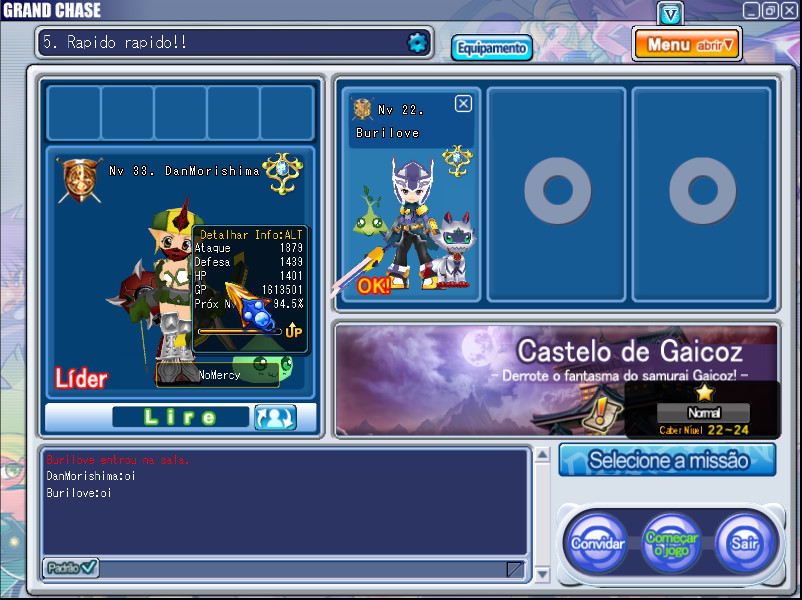 GRAND CHASE
5. Rapido rapido!!
Equipamento
Menu abrir
Nv 33. DanMorishima
Detalhar Info:ALT
Ataque 1879
Defesa 1439
HP 1401
GP 1613501
Próx N 94.5%
UP
NoMercy
Líder
Lire
Nv 22.
Burilove
OK!
Castelo de Gaicoz
- Derrote o fantasma do samurai Gaicoz! -
Normal
Caber Nível 22~24
Burilove entrou na sala.
DanMorishima:oi
Burilove:oi
Padrão
Selecione a missão
Convidar
Começar
o jogo
Sair